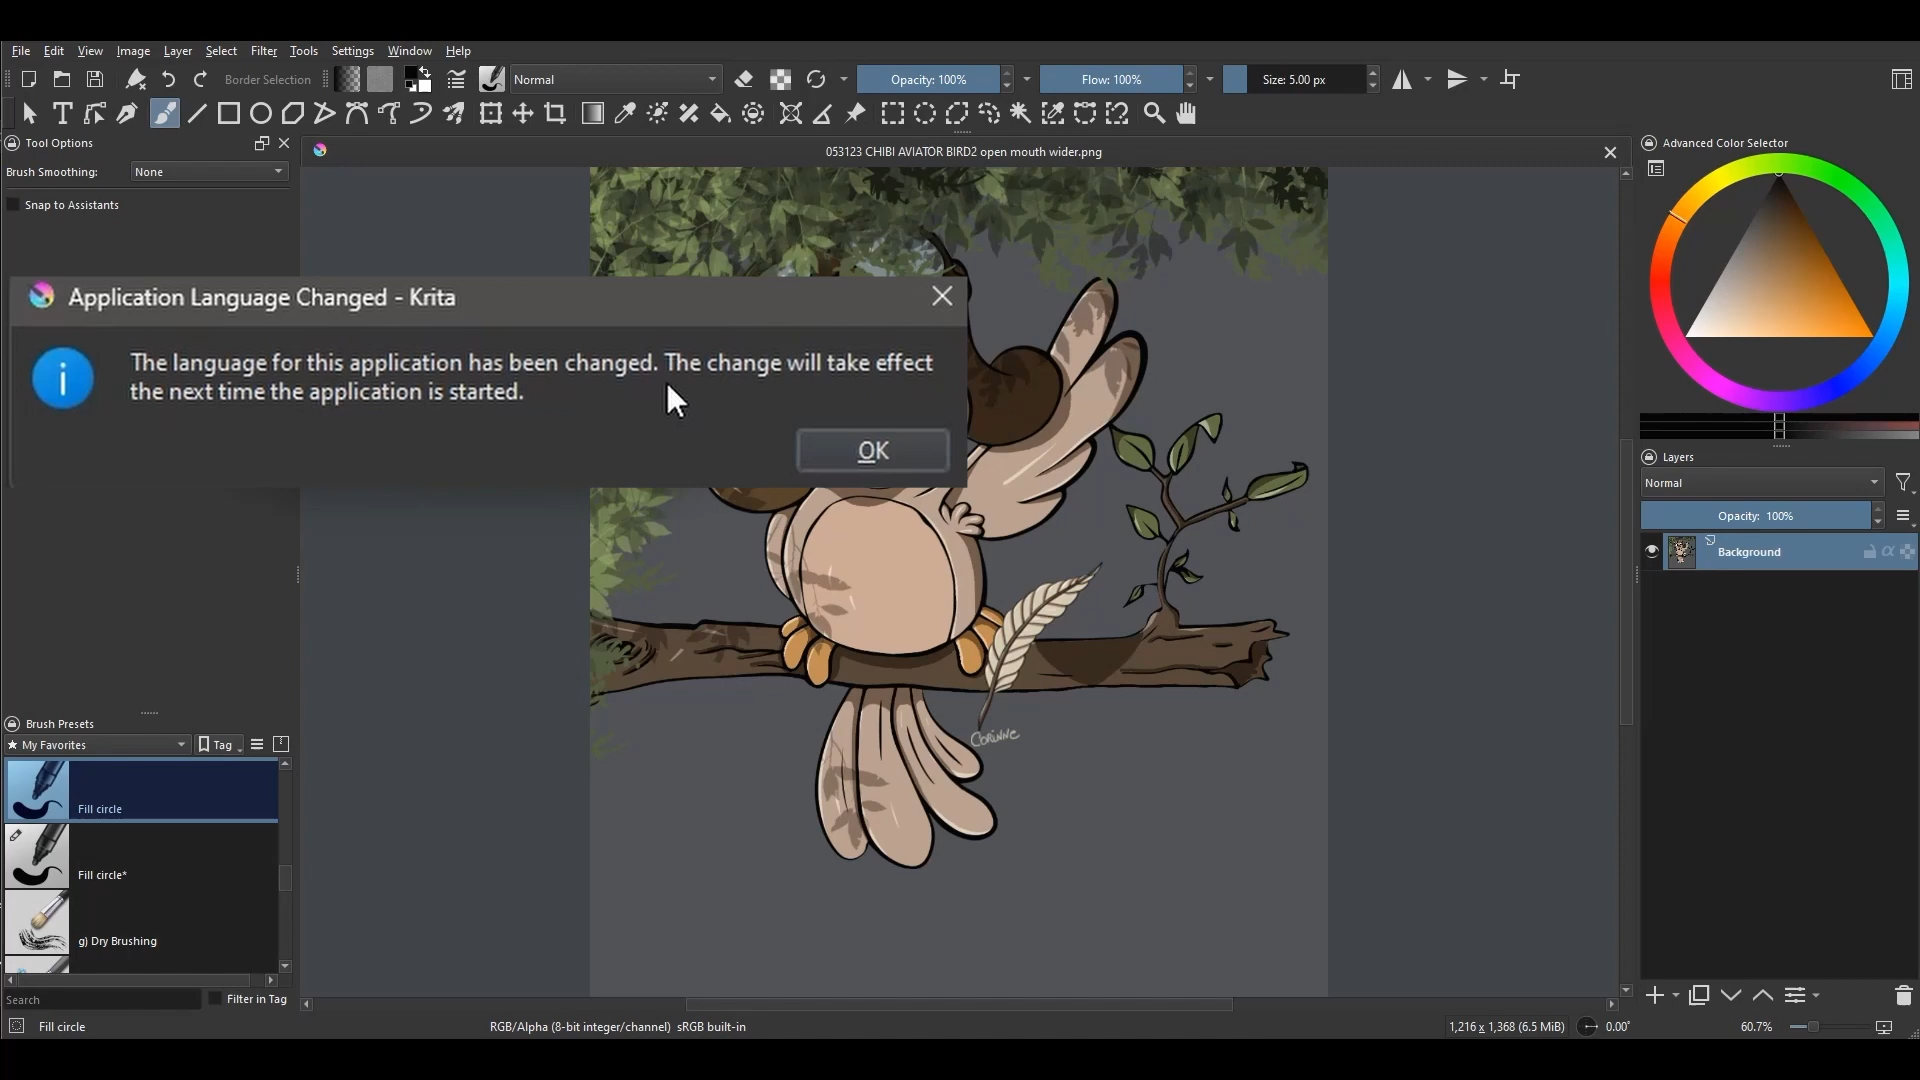 File Edit View Image Layer Select Filter Tools Settings Window Help
Border Selection Normal Opacity: 100% Flow: 100% Size: 5.00 px
Tool Options
053123 CHIBI AVIATOR BIRD2 open mouth wider.png
Advanced Color Selector
Brush Smoothing: None
Snap to Assistants
Application Language Changed - Krita
The language for this application has been changed. The change will take effect
the next time the application is started.
OK
Layers
Normal
Opacity: 100%
Background
Corinne
Brush Presets
My Favorites Tag
Fill circle
Fill circle*
g) Dry Brushing
Search Filter in Tag
Fill circle RGB/Alpha (8-bit integer/channel) sRGB built-in 1,216 x 1,368 (6.5 MiB) 0.00° 60.7%